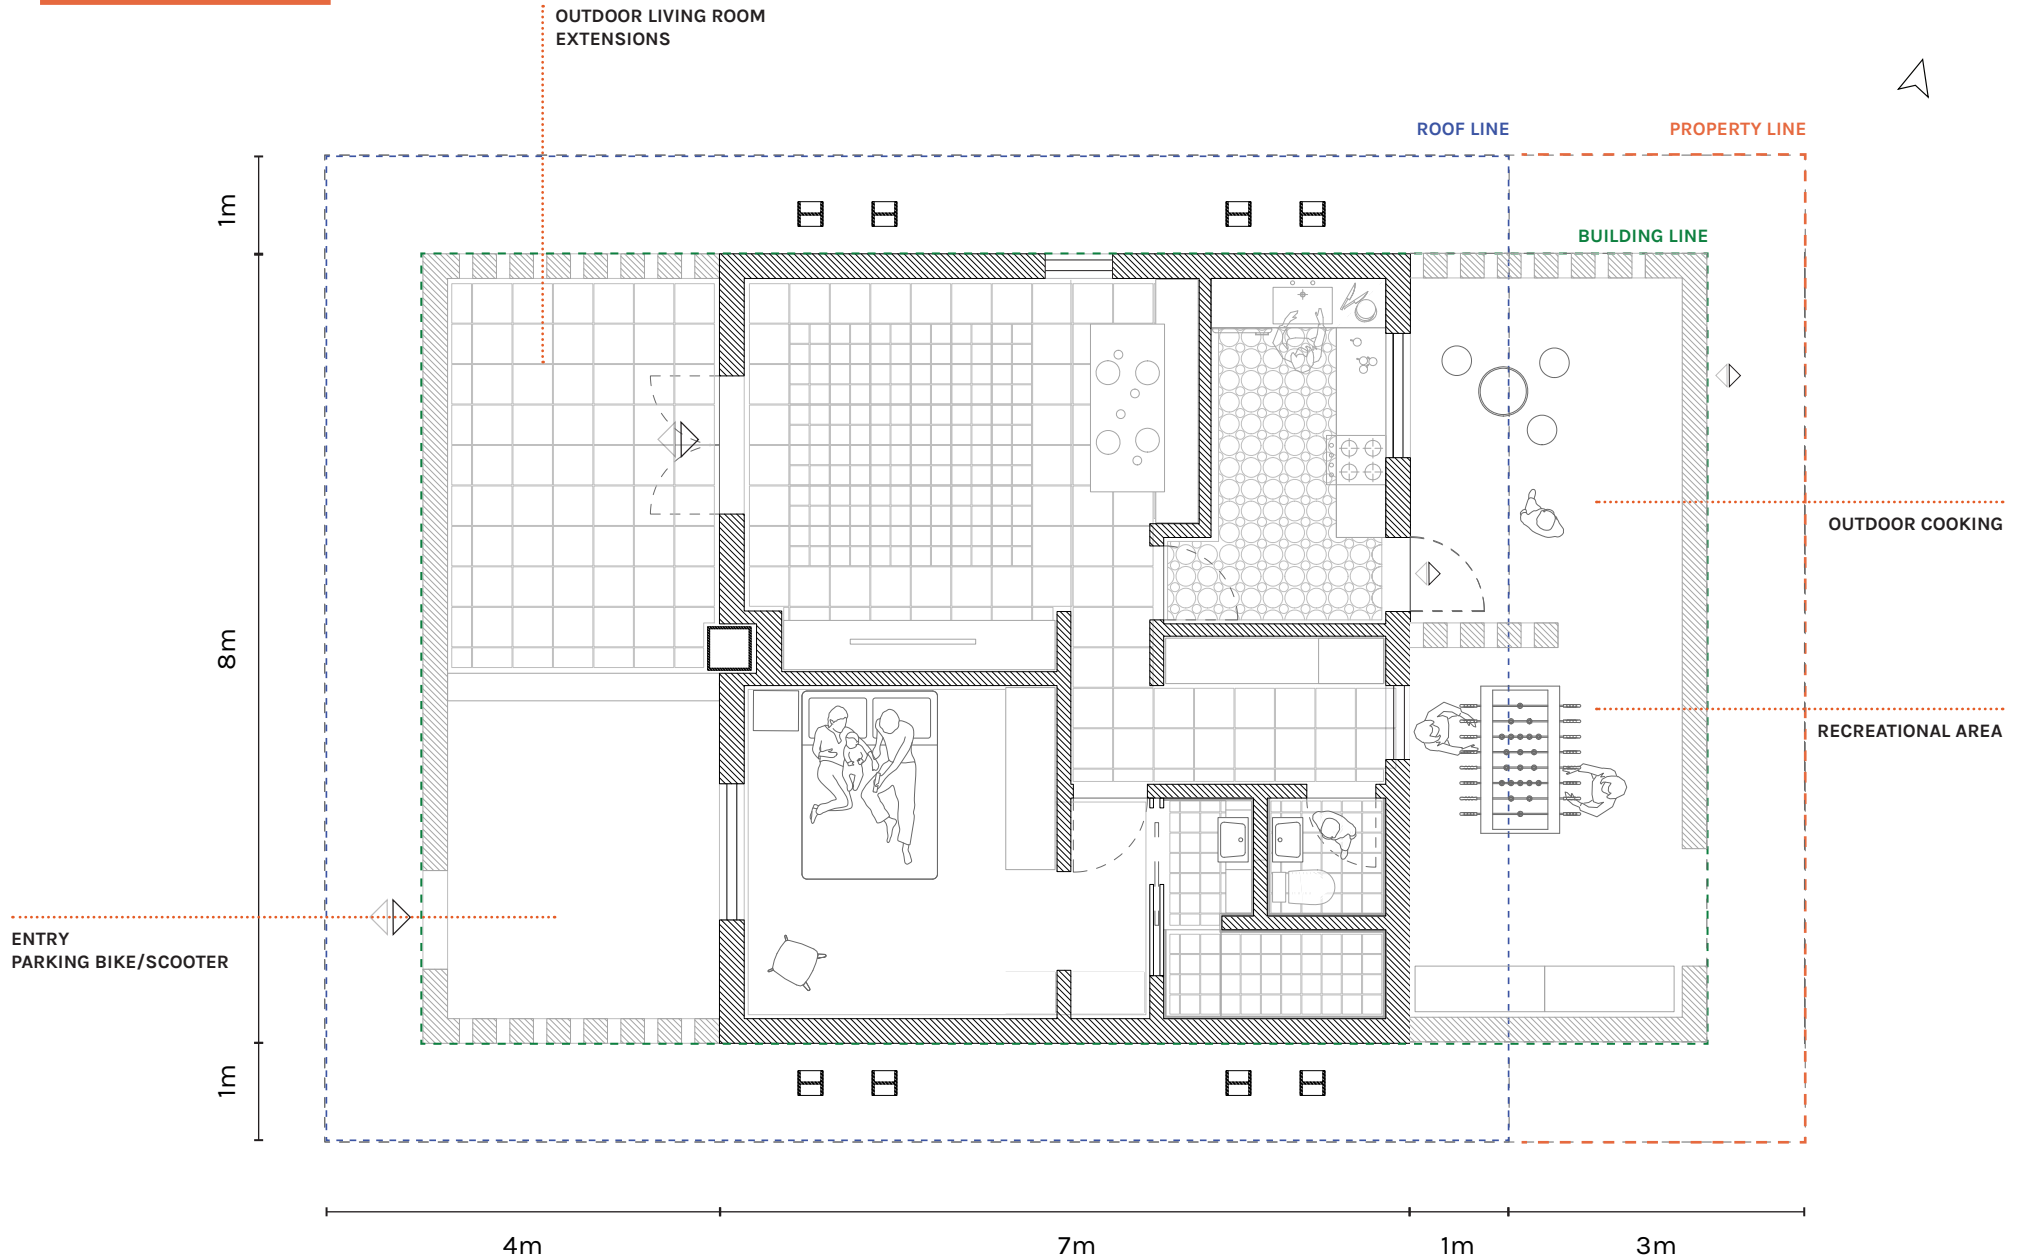 OUTDOOR LIVING ROOM
EXTENSIONS
ROOF LINE
PROPERTY LINE
1m
BUILDING LINE
OUTDOOR COOKING
8m
RECREATIONAL AREA
ENTRY
PARKING BIKE/SCOOTER
1m
4m
7m
1m
3m